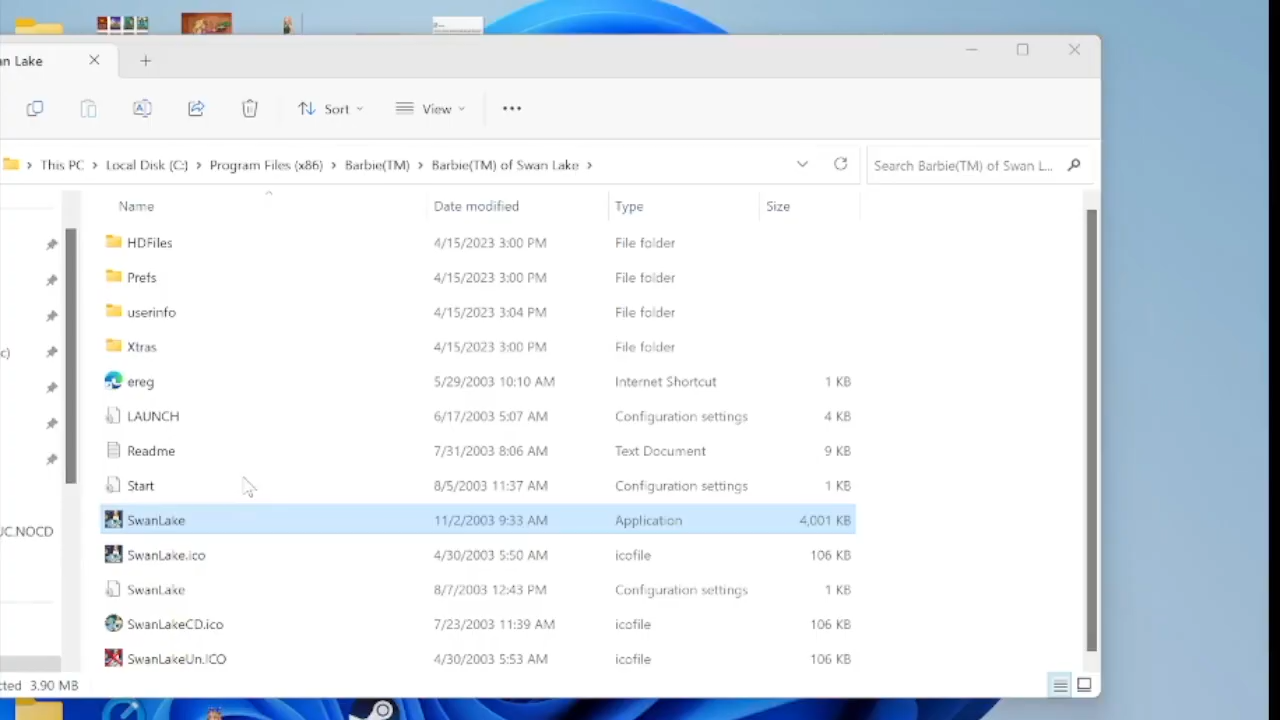 an Lake
Sort
View
This PC > Local Disk (C:) > Program Files (x86) > Barbie(TM) > Barbie(TM) of Swan Lake >
Search Barbie(TM) of Swan L...
Name Date modified Type Size
HDFiles 4/15/2023 3:00 PM File folder
Prefs 4/15/2023 3:00 PM File folder
userinfo 4/15/2023 3:04 PM File folder
Xtras 4/15/2023 3:00 PM File folder
c)
ereg 5/29/2003 10:10 AM Internet Shortcut 1 KB
LAUNCH 6/17/2003 5:07 AM Configuration settings 4 KB
Readme 7/31/2003 8:06 AM Text Document 9 KB
Start 8/5/2003 11:37 AM Configuration settings 1 KB
SwanLake 11/2/2003 9:33 AM Application 4,001 KB
JC.NOCD
SwanLake.ico 4/30/2003 5:50 AM icofile 106 KB
SwanLake 8/7/2003 12:43 PM Configuration settings 1 KB
SwanLakeCD.ico 7/23/2003 11:39 AM icofile 106 KB
SwanLakeUn.ICO 4/30/2003 5:53 AM icofile 106 KB
cted 3.90 MB